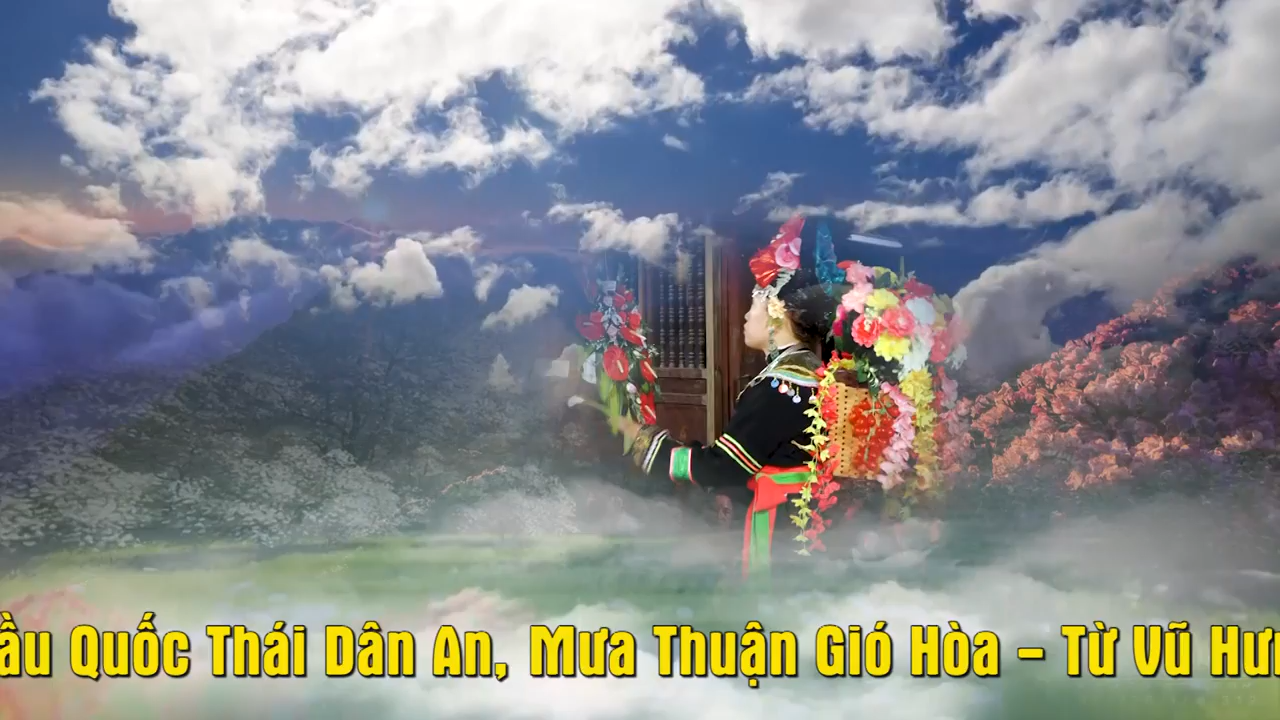 ầu Quốc Thái Dân An, Mưa Thuận Gió Hòa - Từ Vũ Hư